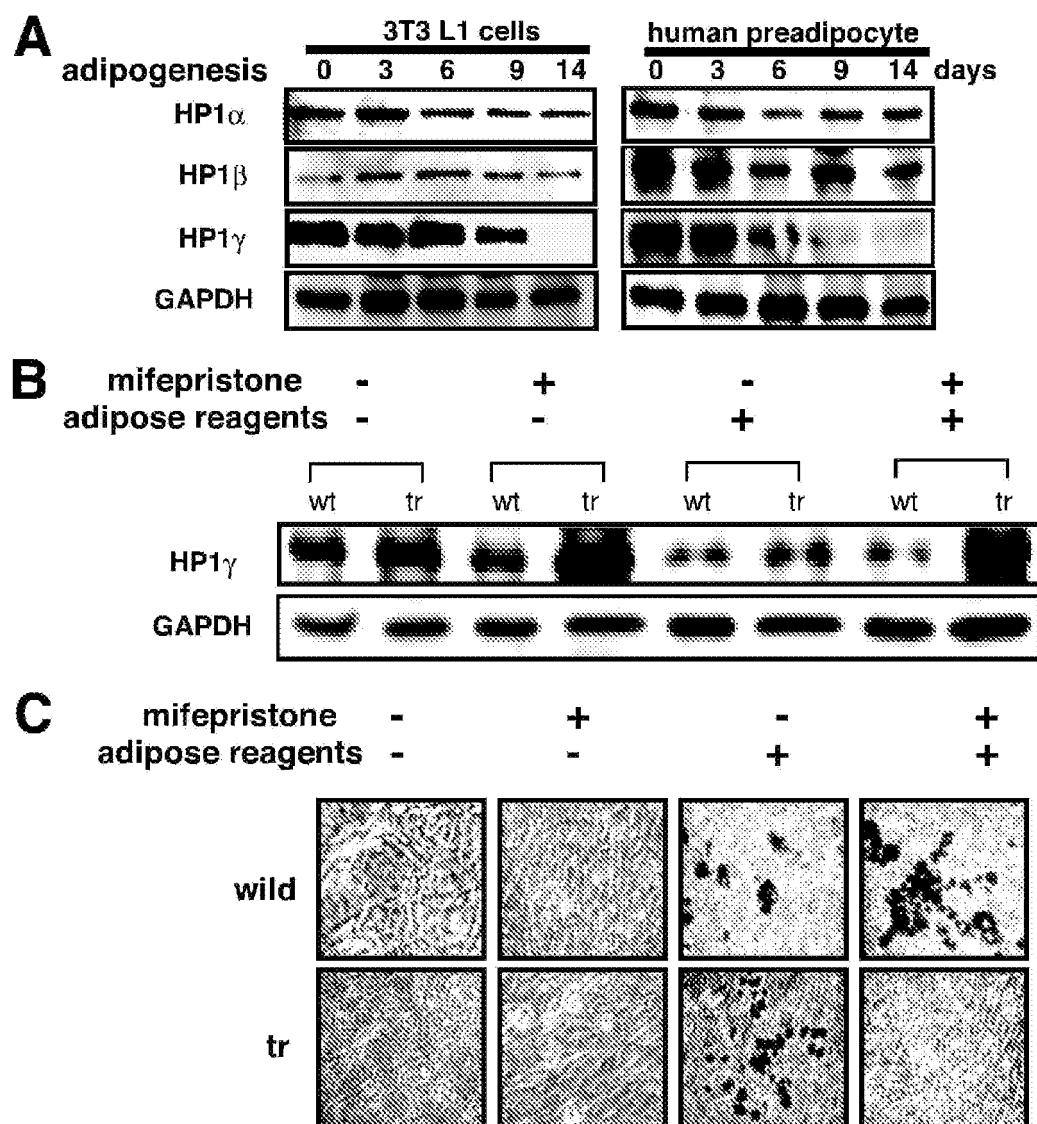 A
3T3 L1 cells
human preadipocyte
adipogenesis 0 3 6 9 14 0 3 6 9 14 days
HP1α
HP1β
HP1γ
GAPDH
B
mifepristone - + - +
adipose reagents - - + +
wt tr wt tr wt tr wt tr
HP1γ
GAPDH
C
mifepristone - + - +
adipose reagents - - + +
wild
tr